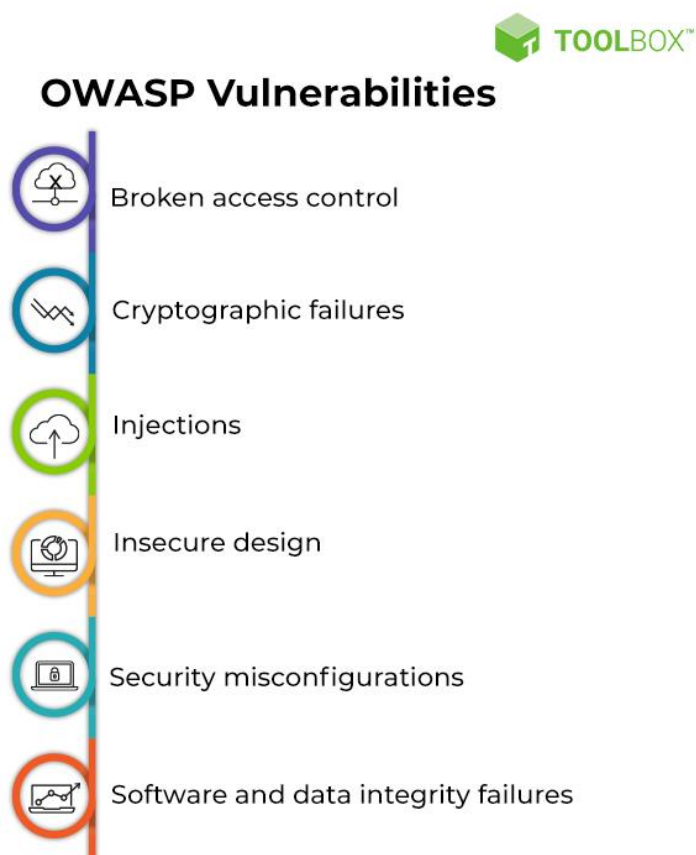 TOOLBOX™
OWASP Vulnerabilities
Broken access control
Cryptographic failures
Injections
Insecure design
Security misconfigurations
Software and data integrity failures